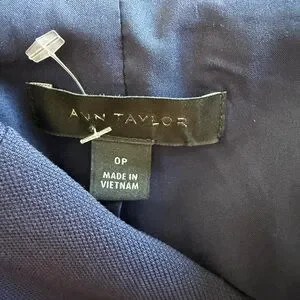 ANN TAYLOR
0P
MADE IN
VIETNAM